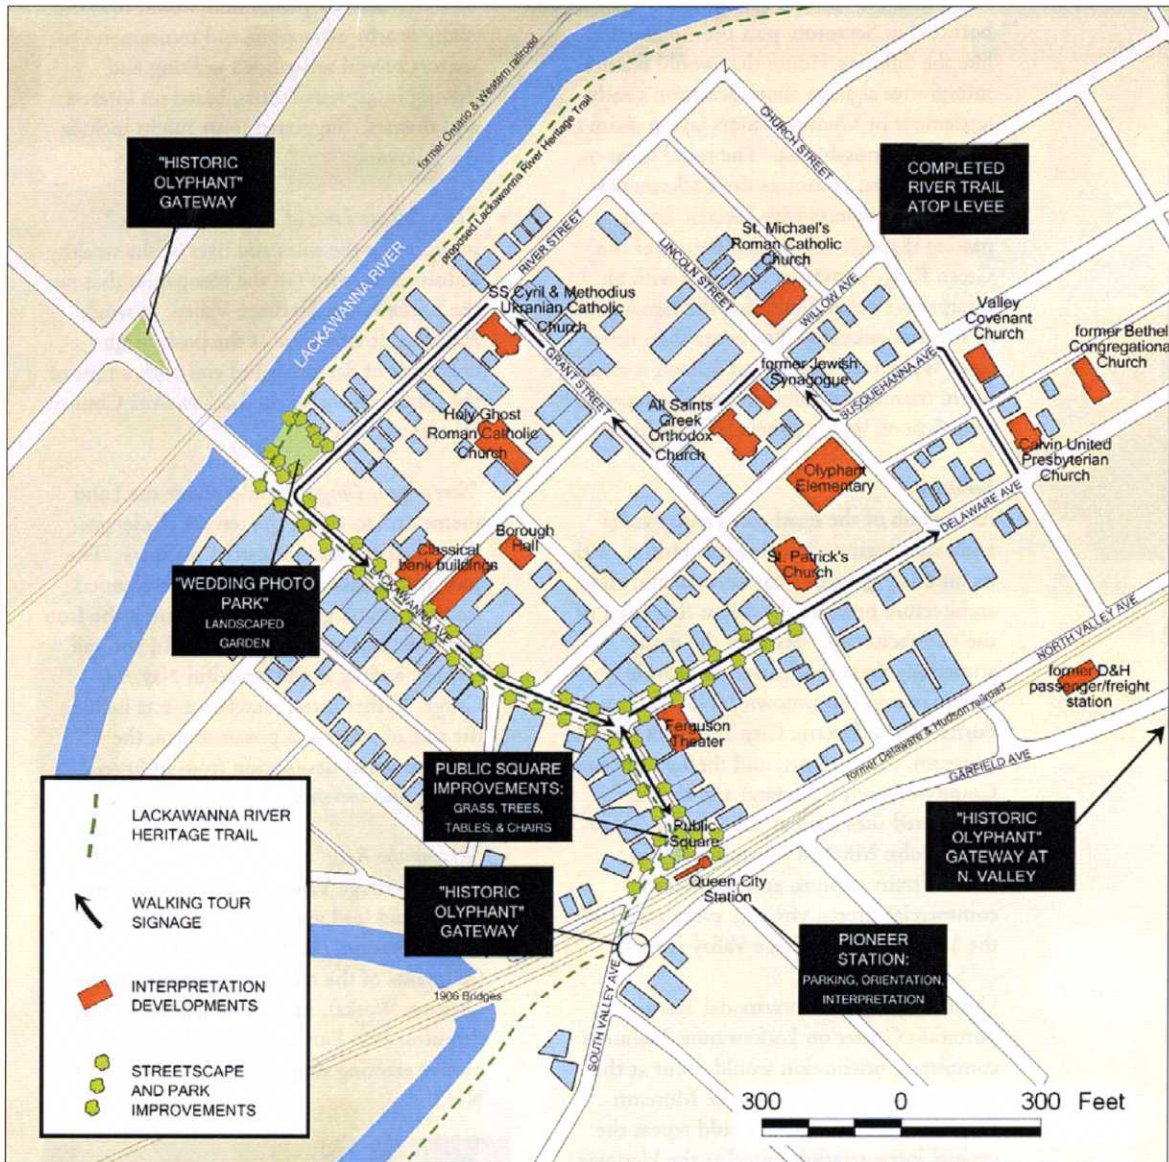 former Ontario & Western railroad
proposed Lackawanna River Heritage Trail
CHURCH STREET
"HISTORIC
OLYPHANT"
GATEWAY
COMPLETED
RIVER TRAIL
ATOP LEVEE
LACKAWANNA RIVER
RIVER STREET
LINCOLN STREET
St. Michael's
Roman Catholic
Church
WILLOW AVE
SS Cyril & Methodius
Ukranian Catholic
Church
GRANT STREET
Valley
Covenant
Church
former Bethel
Congregational
Church
former Jewish
Synagogue
SUSQUEHANNA AVE
Holy Ghost
Roman Catholic
Church
All Saints
Greek
Orthodox
Church
Calvin United
Presbyterian
Church
Olyphant
Elementary
DELAWARE AVE
Borough
Hall
Classical
bank buildings
St. Patrick's
Church
LACKAWANNA AVE
"WEDDING PHOTO
PARK"
LANDSCAPED
GARDEN
NORTH VALLEY AVE
former D&H
passenger/freight
station
Ferguson
Theater
former Delaware & Hudson railroad
GARFIELD AVE
PUBLIC SQUARE
IMPROVEMENTS:
GRASS, TREES,
TABLES, & CHAIRS
Public
Square
"HISTORIC
OLYPHANT"
GATEWAY AT
N. VALLEY
Queen City
Station
"HISTORIC
OLYPHANT"
GATEWAY
PIONEER
STATION:
PARKING, ORIENTATION,
INTERPRETATION
1906 Bridges
SOUTH VALLEY AVE
LACKAWANNA RIVER
HERITAGE TRAIL
WALKING TOUR
SIGNAGE
INTERPRETATION
DEVELOPMENTS
STREETSCAPE
AND PARK
IMPROVEMENTS
300 0 300 Feet